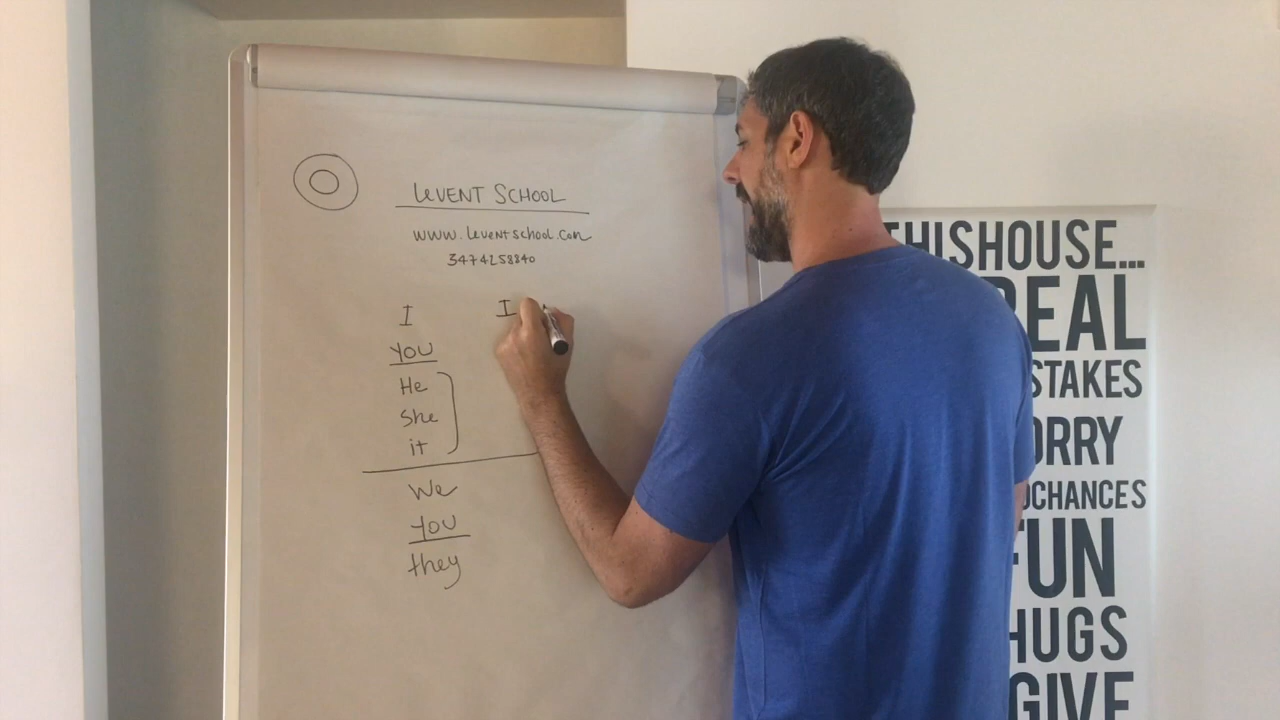 LEVENT SCHOOL
www.leventschool.com
3474258840
I I
you
He
she
it
We
you
they
THISHOUSE...
REAL
STAKES
ORRY
CHANCES
FUN
HUGS
GIVE